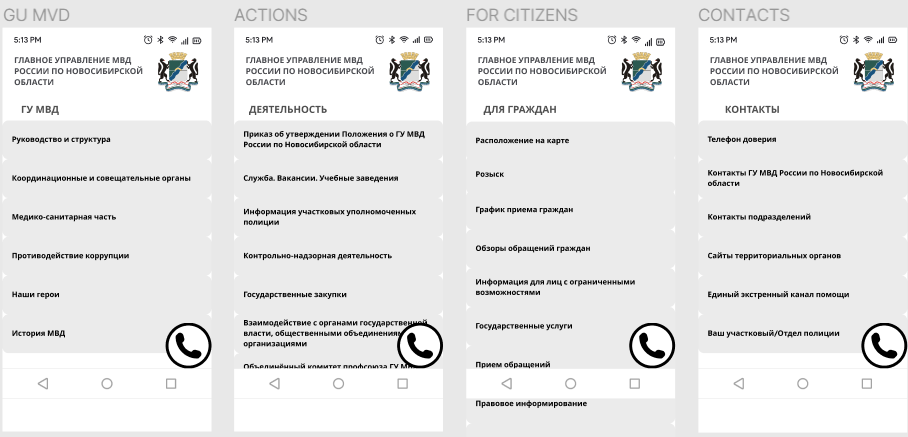 GU MVD
5:13 PM
ГЛАВНОЕ УПРАВЛЕНИЕ МВД
РОССИИ ПО НОВОСИБИРСКОЙ
ОБЛАСТИ
ГУ МВД
Руководство и структура
Координационные и совещательные органы
Медико-санитарная часть
Противодействие коррупции
Наши герои
История МВД
ACTIONS
5:13 PM
ГЛАВНОЕ УПРАВЛЕНИЕ МВД
РОССИИ ПО НОВОСИБИРСКОЙ
ОБЛАСТИ
ДЕЯТЕЛЬНОСТЬ
Приказ об утверждении Положения о ГУ МВД
России по Новосибирской области
Служба. Вакансии. Учебные заведения
Информация участковых уполномоченных
полиции
Контрольно-надзорная деятельность
Государственные закупки
Взаимодействие с органами государственной
власти, общественными объединениям
организациями
Объединённый комитет профсоюза ГУ
FOR CITIZENS
5:13 PM
ГЛАВНОЕ УПРАВЛЕНИЕ МВД
РОССИИ ПО НОВОСИБИРСКОЙ
ОБЛАСТИ
ДЛЯ ГРАЖДАН
Расположение на карте
Розыск
График приема граждан
Обзоры обращений граждан
Информация для лиц с ограниченными
возможностями
Государственные услуги
Прием обращений
Правовое информирование
CONTACTS
5:13 PM
ГЛАВНОЕ УПРАВЛЕНИЕ МВД
РОССИИ ПО НОВОСИБИРСКОЙ
ОБЛАСТИ
КОНТАКТЫ
Телефон доверия
Контакты ГУ МВД России по Новосибирской
области
Контакты подразделений
Сайты территориальных органов
Единый экстренный канал помощи
Ваш участковый/Отдел полиции